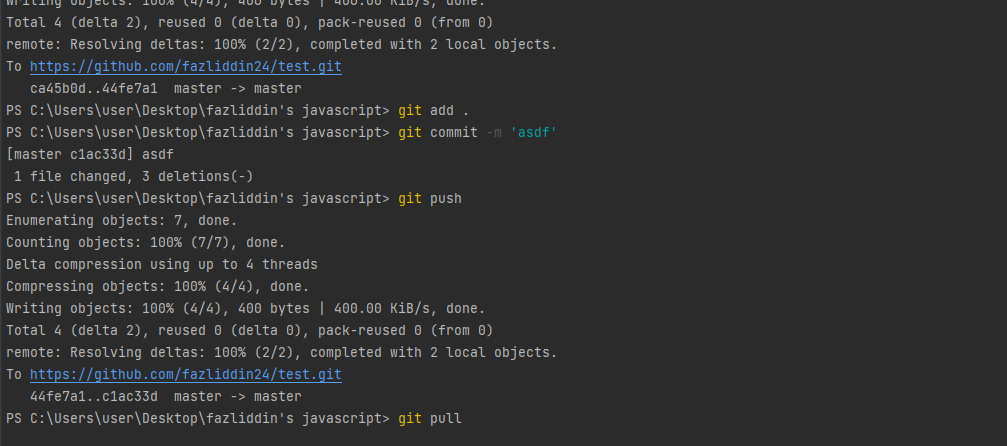 Writing objects: 100% (4/4), 400 bytes | 400.00 KiB/s, done.
Total 4 (delta 2), reused 0 (delta 0), pack-reused 0 (from 0)
remote: Resolving deltas: 100% (2/2), completed with 2 local objects.
To https://github.com/fazliddin24/test.git
   ca45b0d..44fe7a1  master -> master
PS C:\Users\user\Desktop\fazliddin's javascript> git add .
PS C:\Users\user\Desktop\fazliddin's javascript> git commit -m 'asdf'
[master c1ac33d] asdf
 1 file changed, 3 deletions(-)
PS C:\Users\user\Desktop\fazliddin's javascript> git push
Enumerating objects: 7, done.
Counting objects: 100% (7/7), done.
Delta compression using up to 4 threads
Compressing objects: 100% (4/4), done.
Writing objects: 100% (4/4), 400 bytes | 400.00 KiB/s, done.
Total 4 (delta 2), reused 0 (delta 0), pack-reused 0 (from 0)
remote: Resolving deltas: 100% (2/2), completed with 2 local objects.
To https://github.com/fazliddin24/test.git
   44fe7a1..c1ac33d  master -> master
PS C:\Users\user\Desktop\fazliddin's javascript> git pull